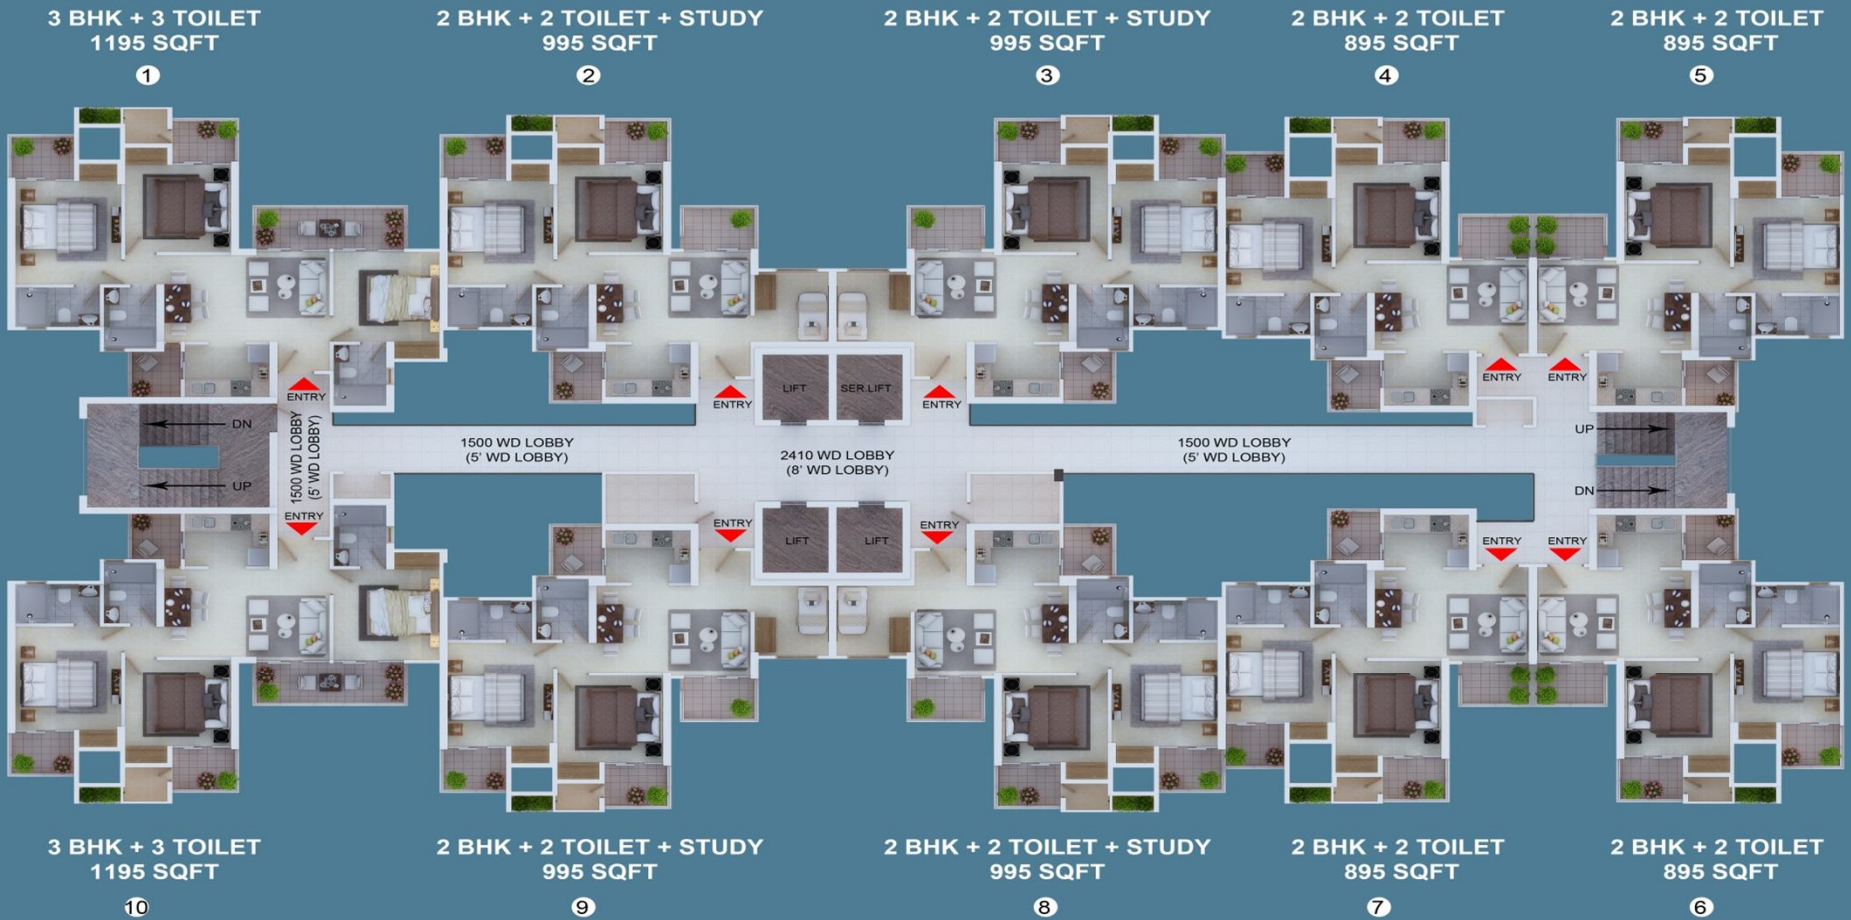 3 BHK + 3 TOILET
1195 SQFT
1
2 BHK + 2 TOILET + STUDY
995 SQFT
2
2 BHK + 2 TOILET + STUDY
995 SQFT
3
2 BHK + 2 TOILET
895 SQFT
4
2 BHK + 2 TOILET
895 SQFT
5
ENTRY
ENTRY
LIFT
SER.LIFT
ENTRY
ENTRY
ENTRY
DN
UP
1500 WD LOBBY
(5' WD LOBBY)
1500 WD LOBBY
(5' WD LOBBY)
2410 WD LOBBY
(8' WD LOBBY)
1500 WD LOBBY
(5' WD LOBBY)
UP
DN
ENTRY
ENTRY
LIFT
LIFT
ENTRY
ENTRY
ENTRY
3 BHK + 3 TOILET
1195 SQFT
10
2 BHK + 2 TOILET + STUDY
995 SQFT
9
2 BHK + 2 TOILET + STUDY
995 SQFT
8
2 BHK + 2 TOILET
895 SQFT
7
2 BHK + 2 TOILET
895 SQFT
6